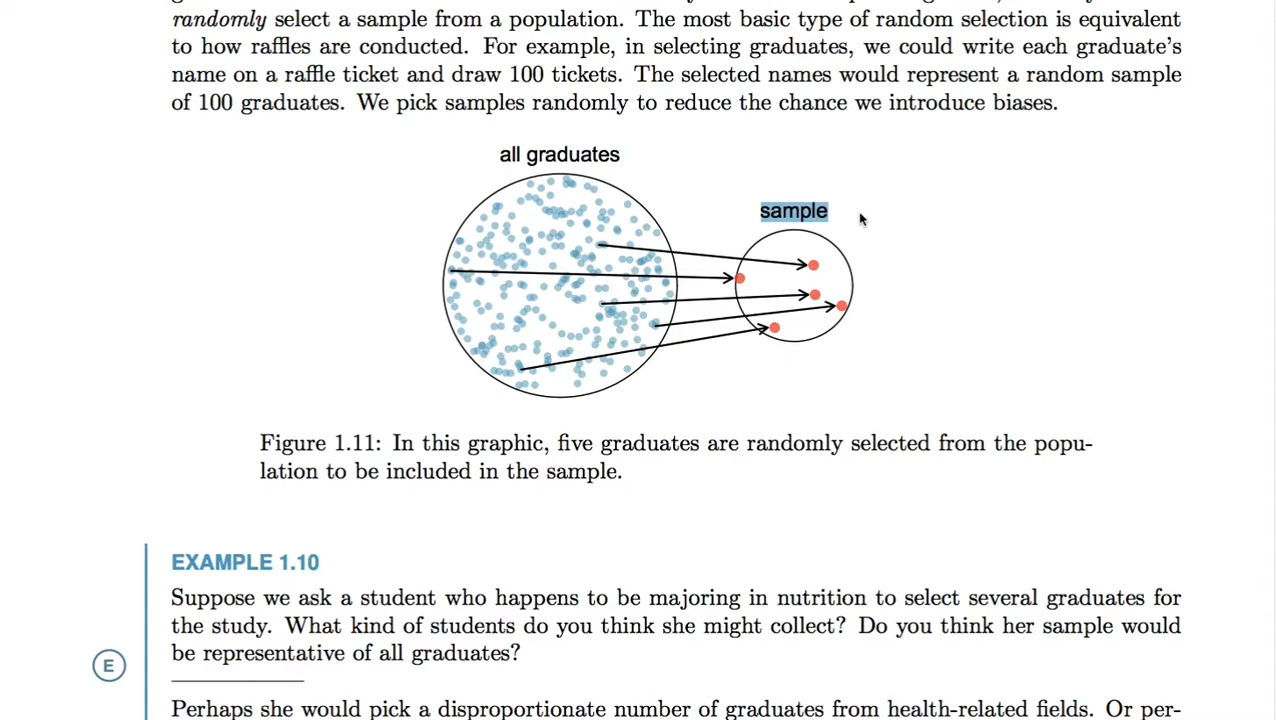 randomly select a sample from a population. The most basic type of random selection is equivalent
to how raffles are conducted. For example, in selecting graduates, we could write each graduate's
name on a raffle ticket and draw 100 tickets. The selected names would represent a random sample
of 100 graduates. We pick samples randomly to reduce the chance we introduce biases.
all graduates
sample
Figure 1.11: In this graphic, five graduates are randomly selected from the popu-
lation to be included in the sample.
EXAMPLE 1.10
Suppose we ask a student who happens to be majoring in nutrition to select several graduates for
the study. What kind of students do you think she might collect? Do you think her sample would
be representative of all graduates?
E
Perhaps she would pick a disproportionate number of graduates from health-related fields. Or per-